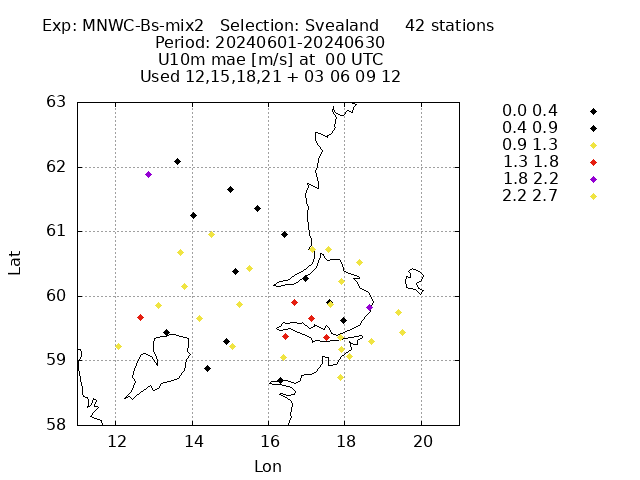 Exp: MNWC-Bs-mix2   Selection: Svealand     42 stations
Period: 20240601-20240630
U10m mae [m/s] at  00 UTC
Used 12,15,18,21 + 03 06 09 12
0.0 0.4
0.4 0.9
0.9 1.3
1.3 1.8
1.8 2.2
2.2 2.7
63
62
61
60
59
58
Lat
12 14 16 18 20
Lon